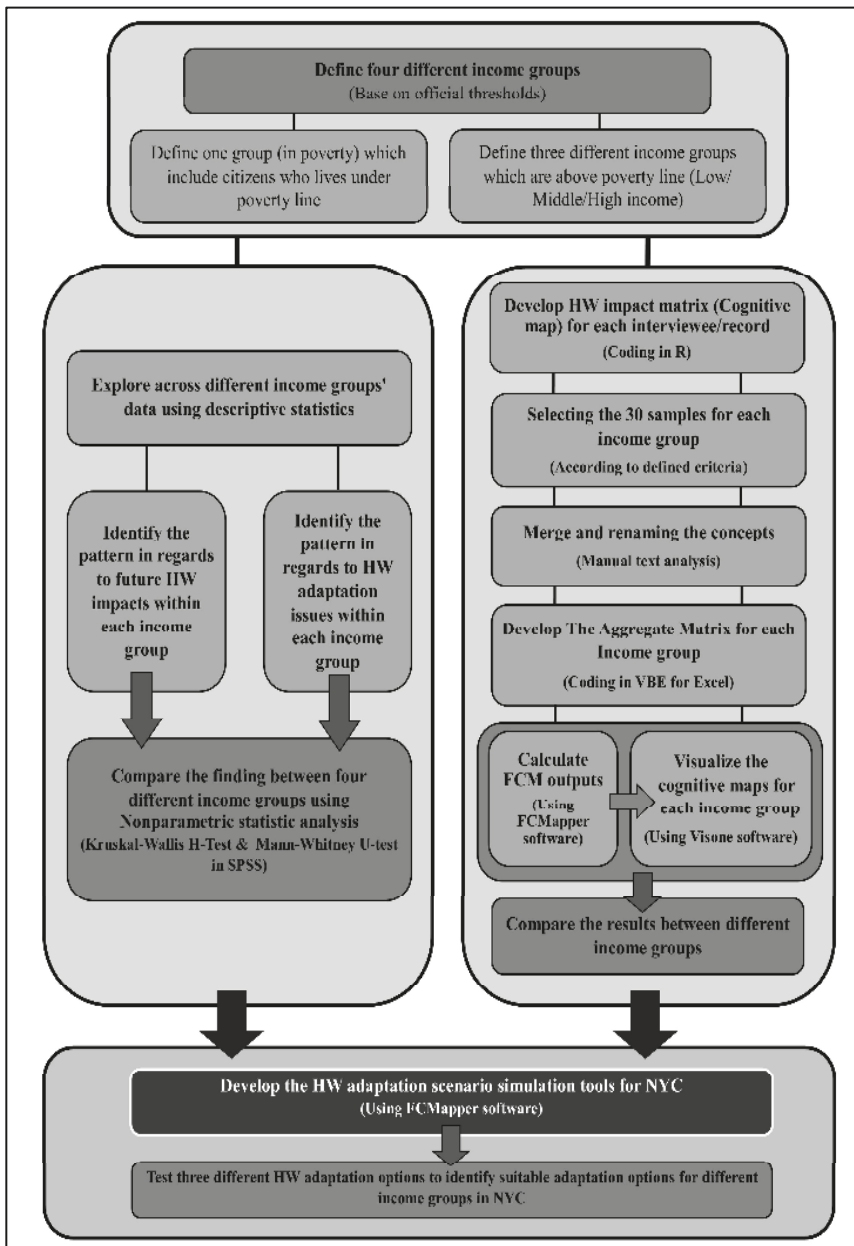 Define four different income groups
(Base on official thresholds)
Define one group (in poverty) which
include citizens who lives under
poverty line
Define three different income groups
which are above poverty line (Low/
Middle/High income)
Explore across different income groups'
data using descriptive statistics
Identify the
pattern in regards
to future HW
impacts within
each income
group
Identify the
pattern in
regards to HW
adaptation
issues within
each income
group
Compare the finding between four
different income groups using
Nonparametric statistic analysis
(Kruskal-Wallis H-Test & Mann-Whitney U-test
in SPSS)
Develop HW impact matrix (Cognitive
map) for each interviewee/record
(Coding in R)
Selecting the 30 samples for each
income group
(According to defined criteria)
Merge and renaming the concepts
(Manual text analysis)
Develop The Aggregate Matrix for each
Income group
(Coding in VBE for Excel)
Calculate
FCM outputs
(Using
FCMapper
software)
Visualize the
cognitive maps for
each income group
(Using Visone software)
Compare the results between different
income groups
Develop the HW adaptation scenario simulation tools for NYC
(Using FCMapper software)
Test three different HW adaptation options to identify suitable adaptation options for different
income groups in NYC